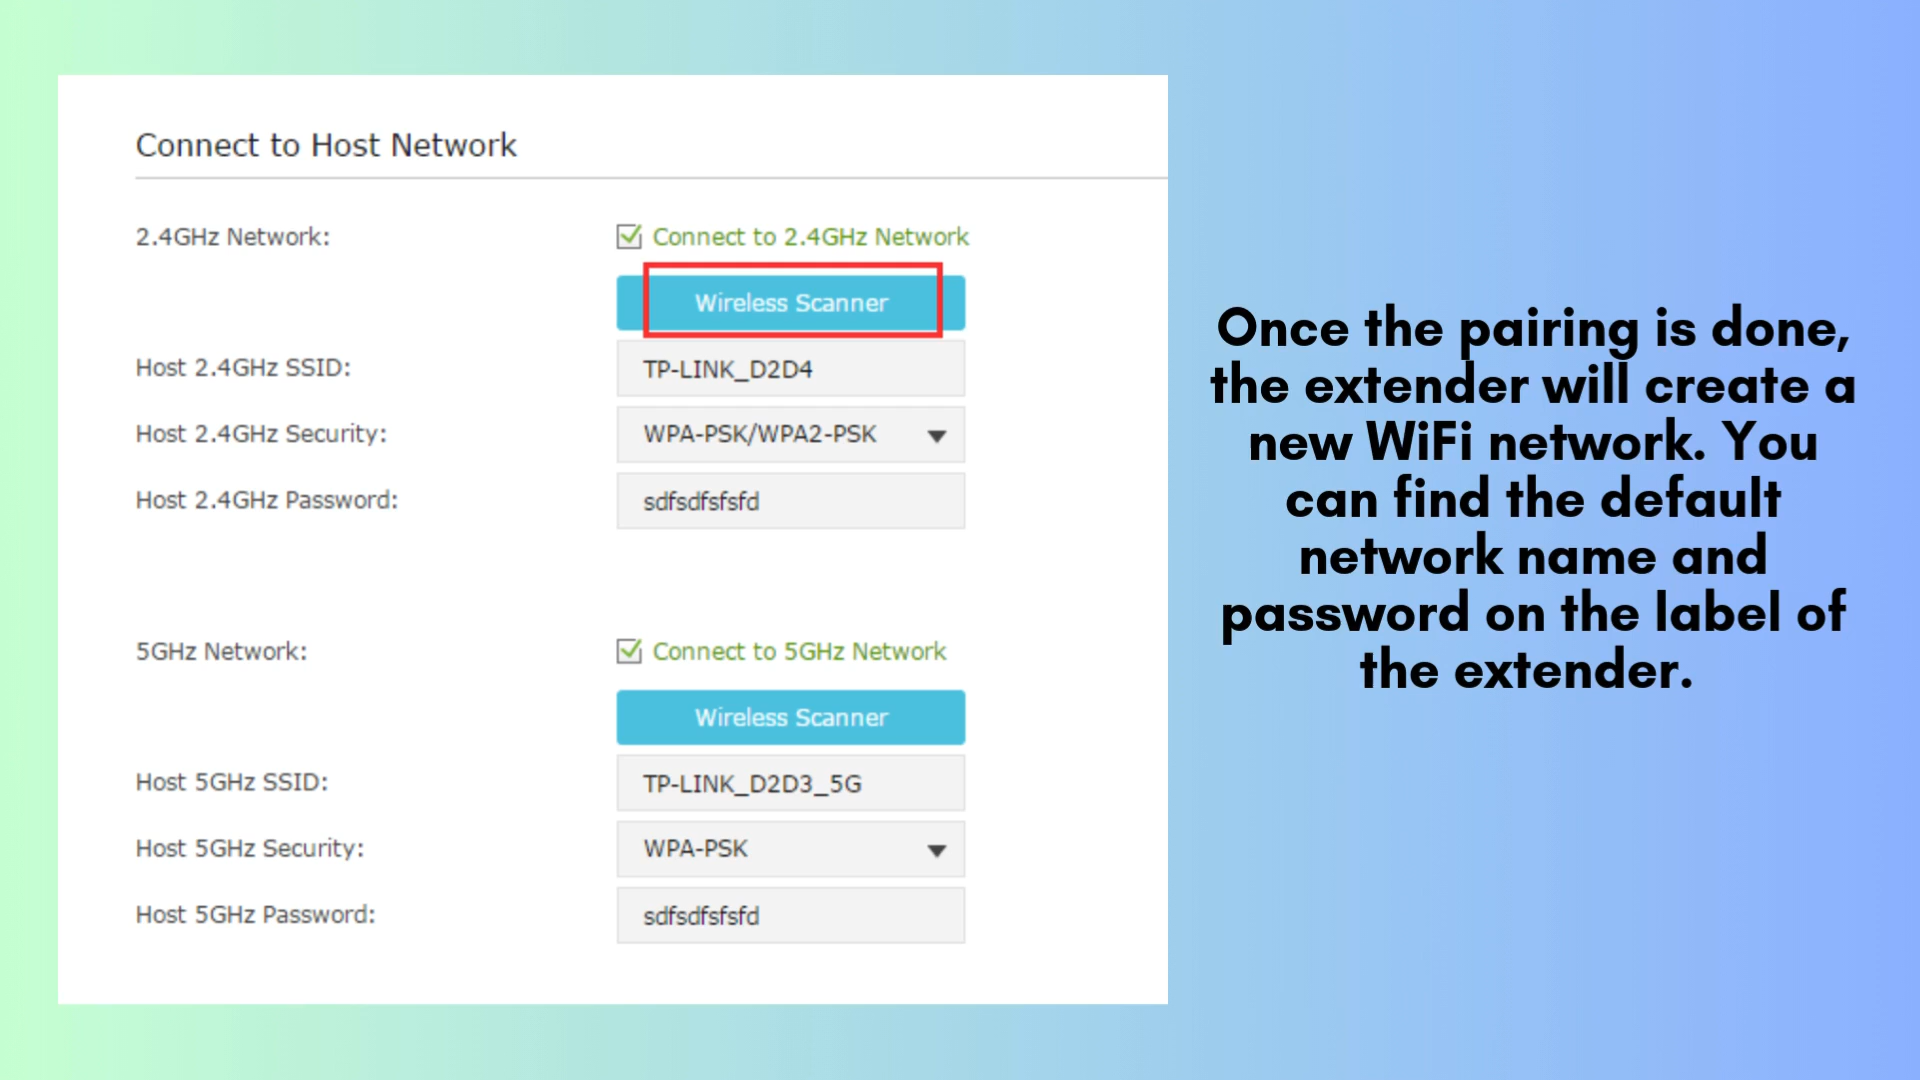 Connect to Host Network
2.4GHz Network:
Connect to 2.4GHz Network
Wireless Scanner
Host 2.4GHz SSID:
TP-LINK_D2D4
Host 2.4GHz Security:
WPA-PSK/WPA2-PSK
Host 2.4GHz Password:
sdfsdfsfsfd
5GHz Network:
Connect to 5GHz Network
Wireless Scanner
Host 5GHz SSID:
TP-LINK_D2D3_5G
Host 5GHz Security:
WPA-PSK
Host 5GHz Password:
sdfsdfsfsfd
Once the pairing is done,
the extender will create a
new WiFi network. You
can find the default
network name and
password on the label of
the extender.